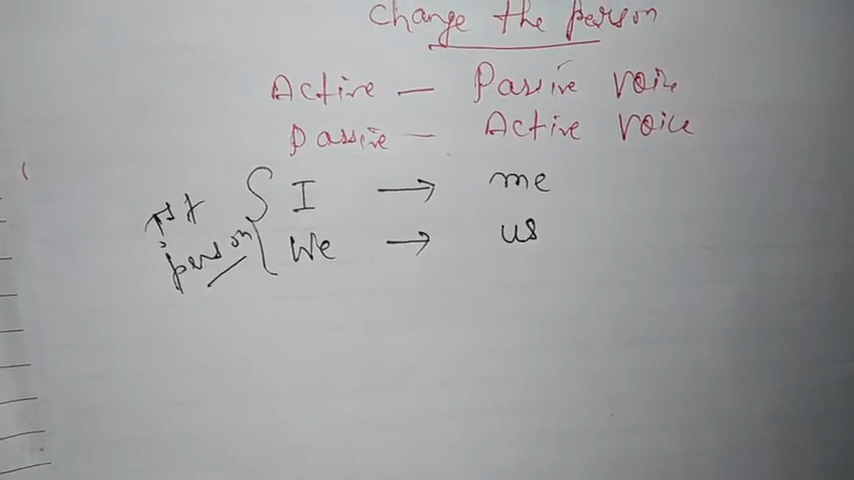 Change the person
Active — Passive voice
Passive — Active voice
1st person { I → me
We → us